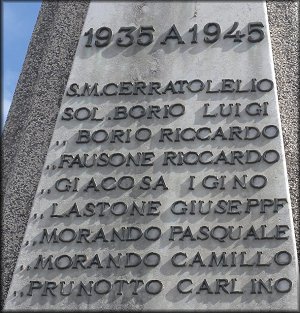 1935 A 1945
S.M. CERRATO LELIO
SOL. BORIO LUIGI
,, BORIO RICCARDO
,, FAUSONE RICCARDO
,, GIACOSA IGINO
,, LASTONE GIUSEPPE
,, MORANDO PASQUALE
,, MORANDO CAMILLO
,, PRUNOTTO CARLINO